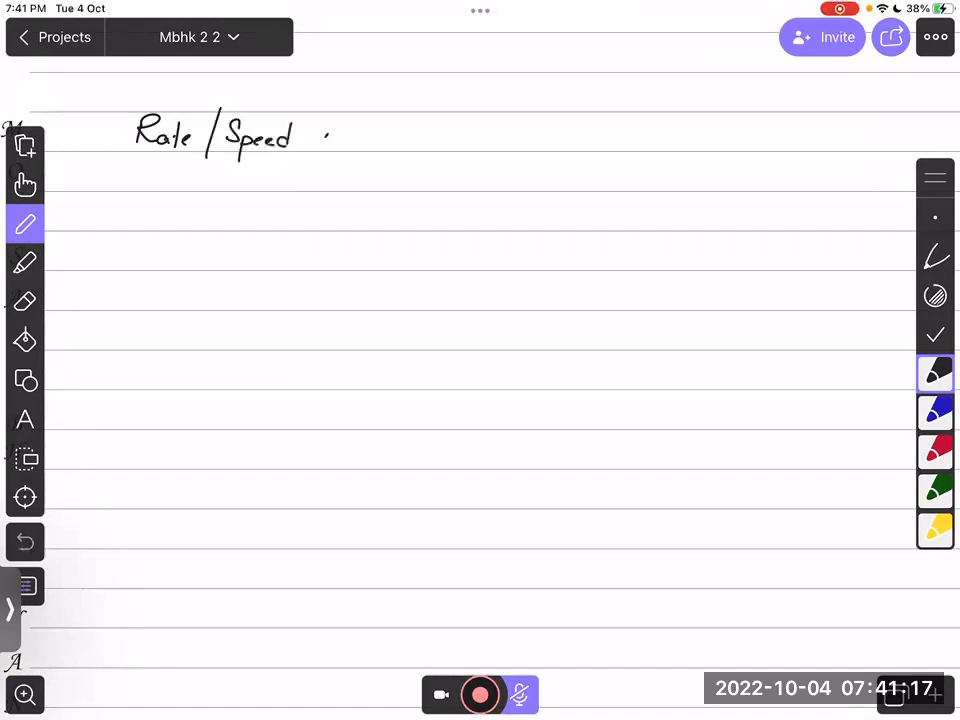 7:41 PM Tue 4 Oct
38%
Projects
Mbhk 2 2
Invite
Rate / Speed
A
A
2022-10-04 07:41:17